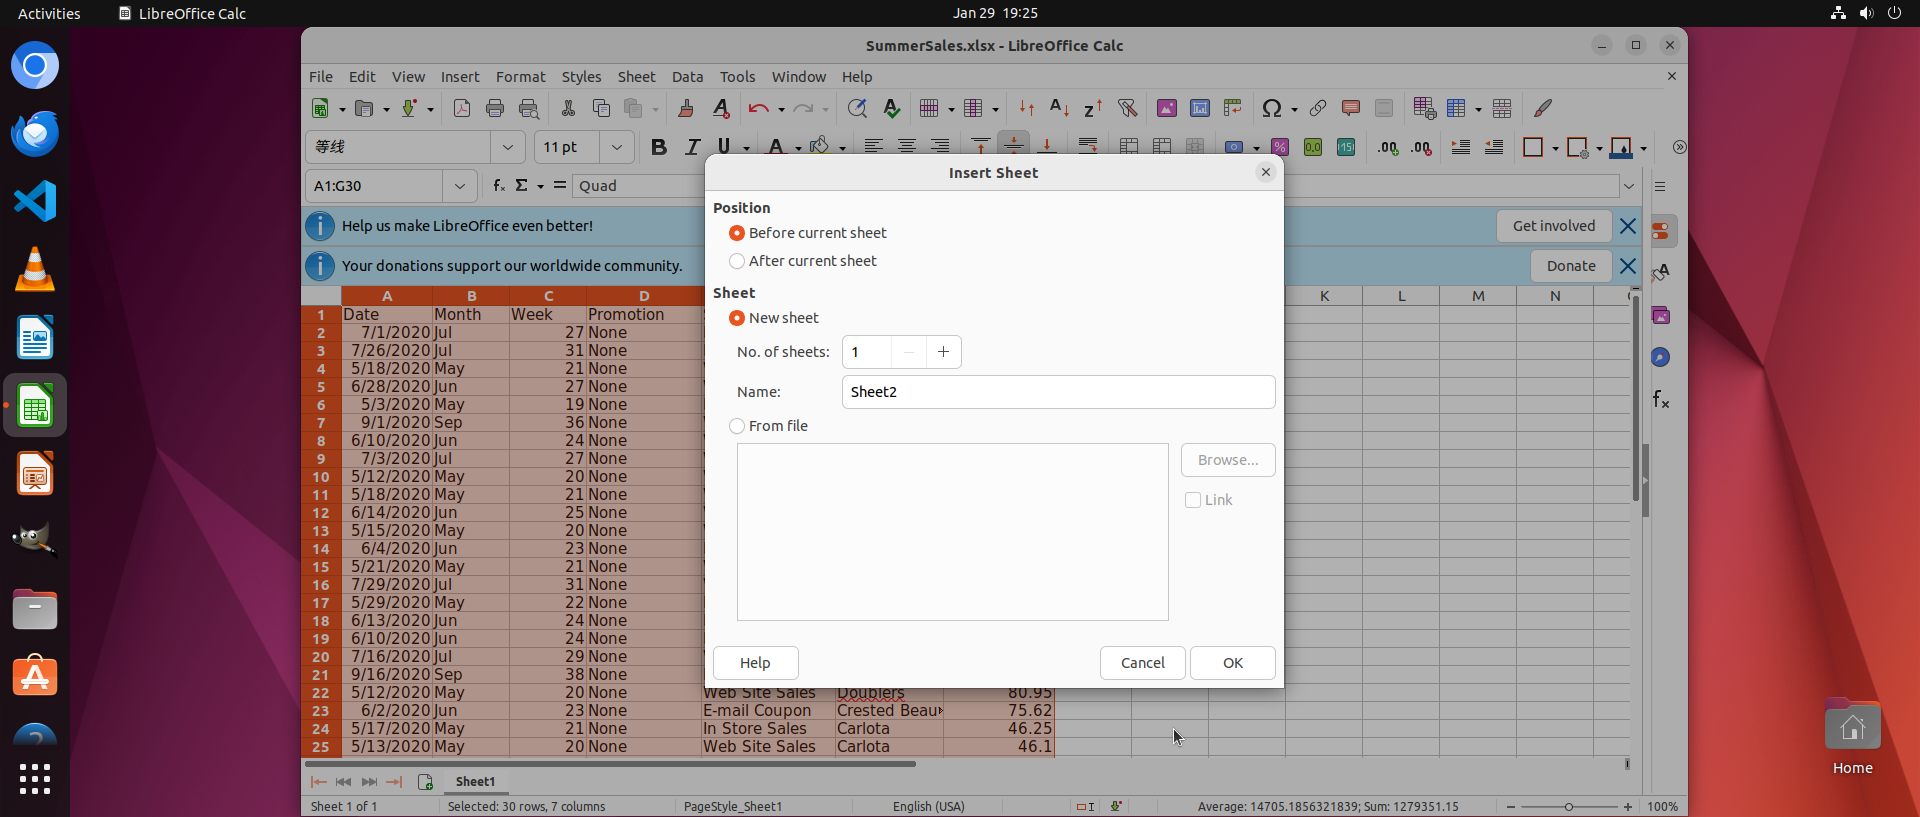 Activities LibreOffice Calc Jan 29 19:25
SummerSales.xlsx - LibreOffice Calc
File Edit View Insert Format Styles Sheet Data Tools Window Help
等线 11 pt
A1:G30 Quad
Help us make LibreOffice even better! Get involved
Your donations support our worldwide community. Donate
Insert Sheet
Position
Before current sheet
After current sheet
Sheet
New sheet
No. of sheets: 1
Name: Sheet2
From file
Browse...
Link
Help Cancel OK
A B C D K L M N
1 Date Month Week Promotion
2 7/1/2020 Jul 27 None
3 7/26/2020 Jul 31 None
4 5/18/2020 May 21 None
5 6/28/2020 Jun 27 None
6 5/3/2020 May 19 None
7 9/1/2020 Sep 36 None
8 6/10/2020 Jun 24 None
9 7/3/2020 Jul 27 None
10 5/12/2020 May 20 None
11 5/18/2020 May 21 None
12 6/14/2020 Jun 25 None
13 5/15/2020 May 20 None
14 6/4/2020 Jun 23 None
15 5/21/2020 May 21 None
16 7/29/2020 Jul 31 None
17 5/29/2020 May 22 None
18 6/13/2020 Jun 24 None
19 6/10/2020 Jun 24 None
20 7/16/2020 Jul 29 None
21 9/16/2020 Sep 38 None
22 5/12/2020 May 20 None Web Site Sales Doublers 80.95
23 6/2/2020 Jun 23 None E-mail Coupon Crested Beau 75.62
24 5/17/2020 May 21 None In Store Sales Carlota 46.25
25 5/13/2020 May 20 None Web Site Sales Carlota 46.1
Sheet1
Sheet 1 of 1 Selected: 30 rows, 7 columns PageStyle_Sheet1 English (USA) Average: 14705.1856321839; Sum: 1279351.15 100%
Home